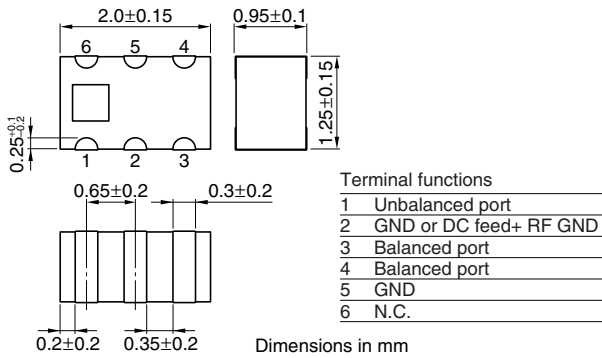 2.0±0.15
0.95±0.1
6 5 4
1.25±0.15
0.25+0.1-0.2
1 2 3
0.65±0.2
0.3±0.2
0.2±0.2
0.35±0.2
Dimensions in mm
Terminal functions
1 Unbalanced port
2 GND or DC feed+ RF GND
3 Balanced port
4 Balanced port
5 GND
6 N.C.